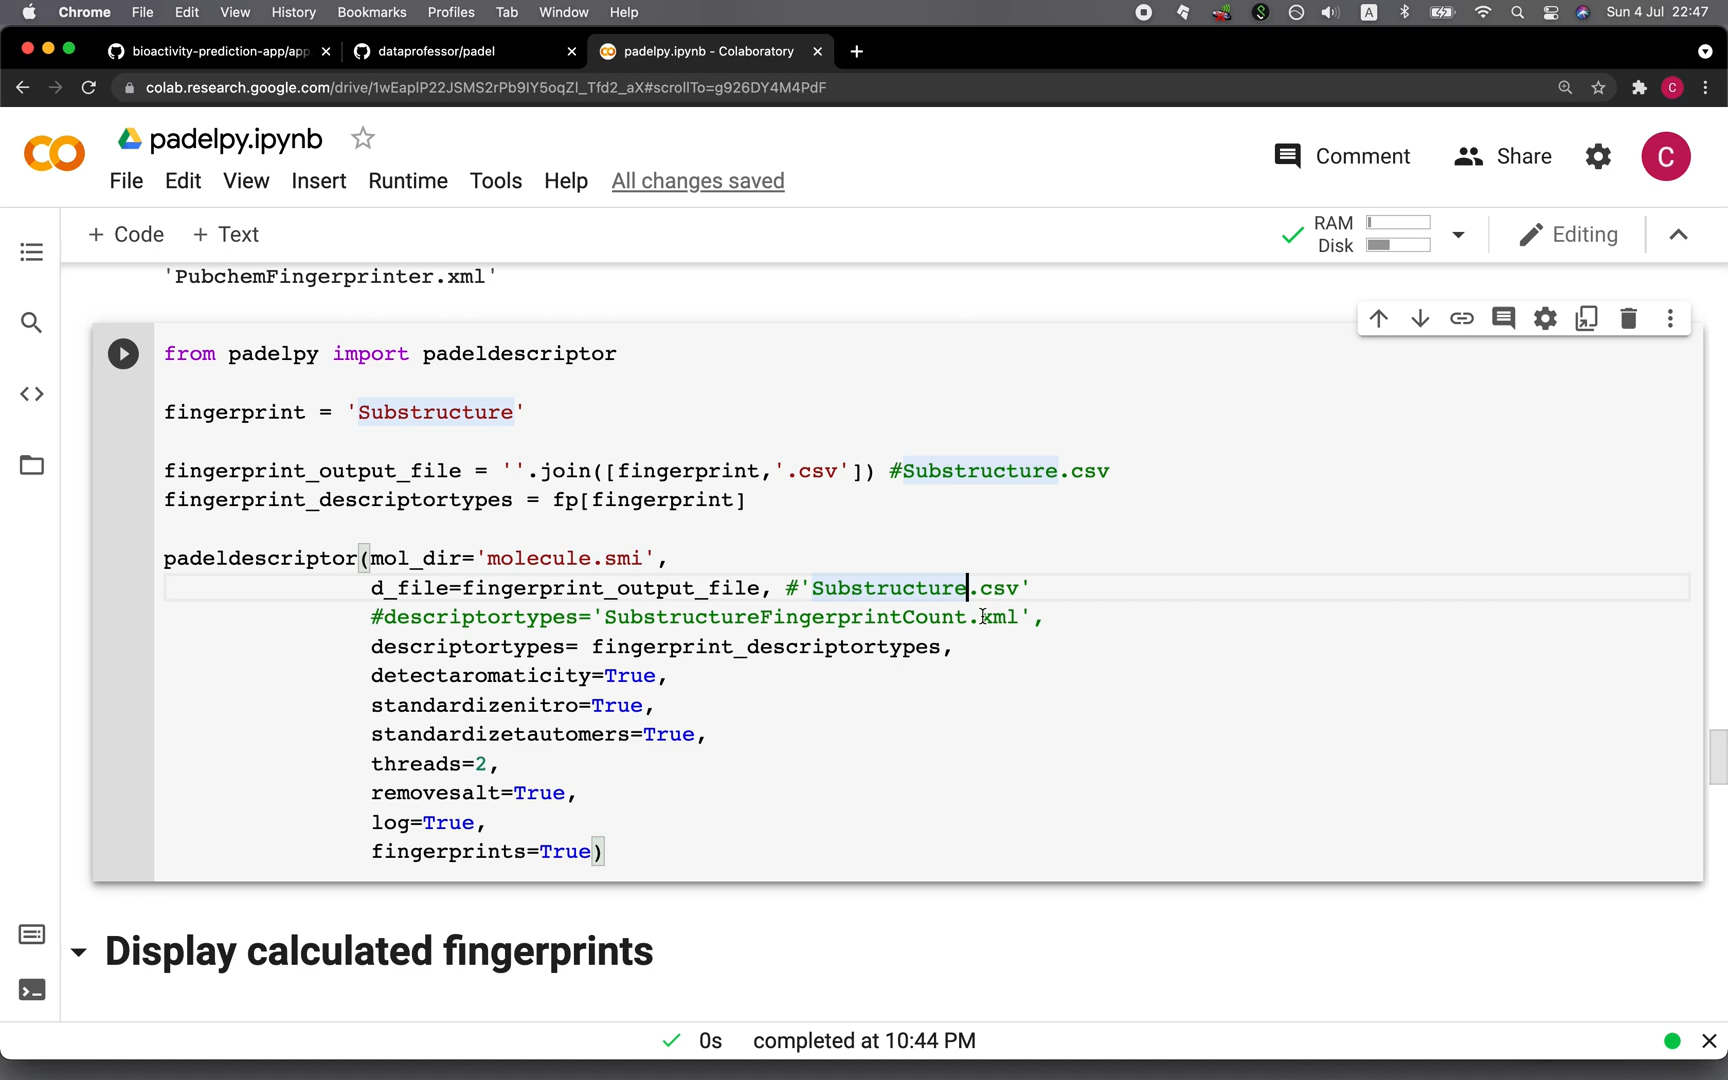 Chrome File Edit View History Bookmarks Profiles Tab Window Help A Sun 4 Jul 22:47
bioactivity-prediction-app/app dataprofessor/padel padelpy.ipynb - Colaboratory
colab.research.google.com/drive/1wEaplP22JSMS2rPb9IY5oqZl_Tfd2_aX#scrollTo=g926DY4M4PdF C
padelpy.ipynb
Comment Share C
File Edit View Insert Runtime Tools Help All changes saved
+ Code + Text RAM Disk Editing
'PubchemFingerprinter.xml'
from padelpy import padeldescriptor
fingerprint = 'Substructure'
fingerprint_output_file = ''.join([fingerprint,'.csv']) #Substructure.csv
fingerprint_descriptortypes = fp[fingerprint]
padeldescriptor(mol_dir='molecule.smi',
d_file=fingerprint_output_file, #'Substructure.csv'
#descriptortypes='SubstructureFingerprintCount.xml',
descriptortypes= fingerprint_descriptortypes,
detectaromaticity=True,
standardizenitro=True,
standardizetautomers=True,
threads=2,
removesalt=True,
log=True,
fingerprints=True)
Display calculated fingerprints
0s completed at 10:44 PM